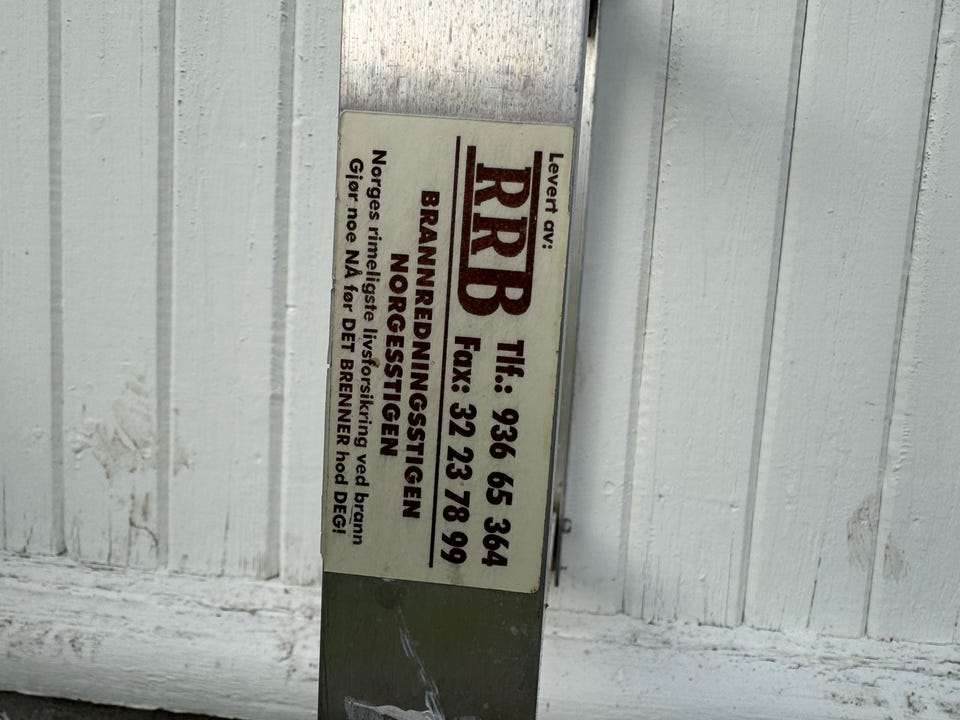 Levert av:
RRB Tlf.: 936 65 364
Fax: 32 23 78 99
BRANNREDNINGSSTIGEN
NORGESSTIGEN
Norges rimeligste livsforsikring ved brann
Gjør noe NÅ før DET BRENNER hod DEG!